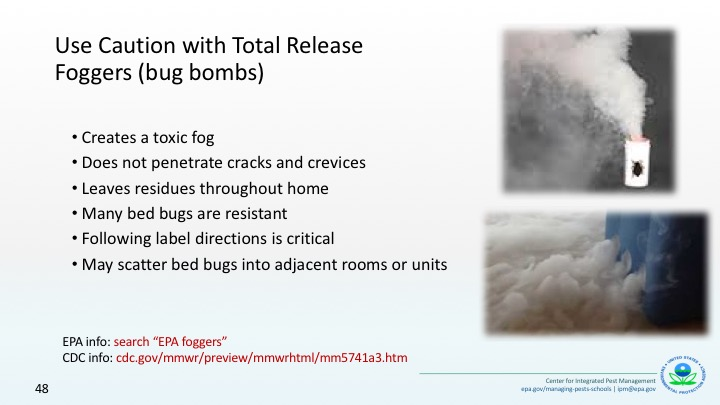 Use Caution with Total Release
Foggers (bug bombs)
• Creates a toxic fog
• Does not penetrate cracks and crevices
• Leaves residues throughout home
• Many bed bugs are resistant
• Following label directions is critical
• May scatter bed bugs into adjacent rooms or units
EPA info: search “EPA foggers”
CDC info: cdc.gov/mmwr/preview/mmwrhtml/mm5741a3.htm
Center for Integrated Pest Management
epa.gov/managing-pests-schools | ipm@epa.gov
48